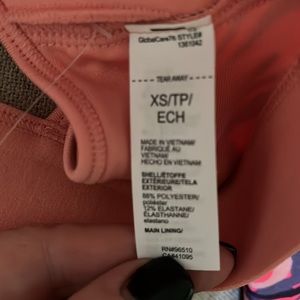 GlobalCare76 STYLE#
1361042
TEAR AWAY
XS/TP/
ECH
MADE IN VIETNAM/
FABRIQUÉ AU
VIETNAM/
HECHO EN VIETNAM/
SHELL/ÉTOFFE
EXTÉRIEURE/TELA
EXTERIOR
88% POLYESTER/
poliéster
12% ELASTANE/
ÉLASTHANNE/
elastano
MAIN LINING/
RN#96510
CA#41095